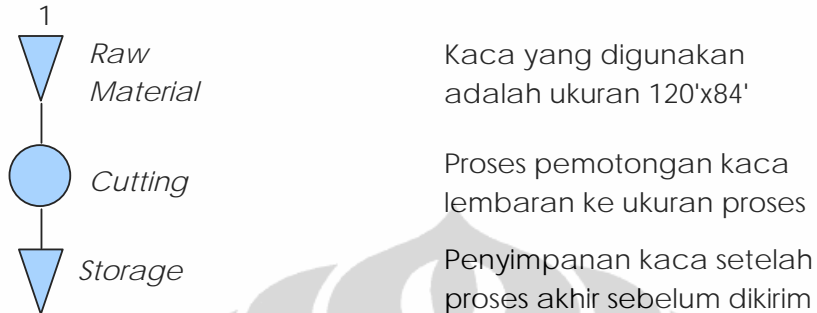 1
Raw
Material
Kaca yang digunakan
adalah ukuran 120'x84'
Cutting
Proses pemotongan kaca
lembaran ke ukuran proses
Storage
Penyimpanan kaca setelah
proses akhir sebelum dikirim